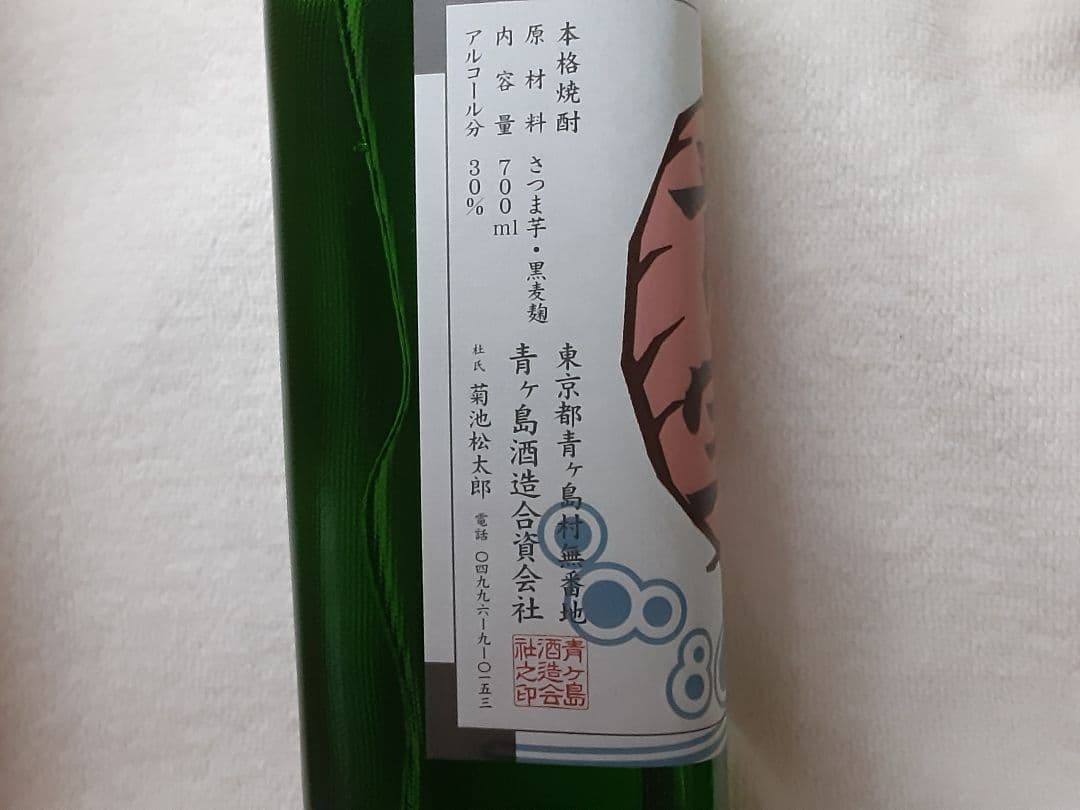 本格焼酎
原材料 さつま芋・黒麦麹
内容量 700ml
アルコール分 30%
東京都青ヶ島村無番地
青ヶ島酒造合資会社
杜氏 菊池松太郎 電話 〇四九九六ー九ー〇一五三
青ヶ島
酒造会
社之印